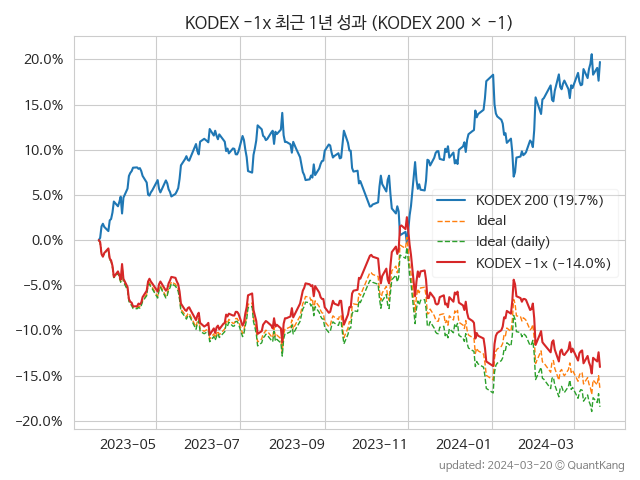 KODEX -1x 최근 1년 성과 (KODEX 200 × -1)
20.0%
15.0%
10.0%
5.0%
0.0%
-5.0%
-10.0%
-15.0%
-20.0%
KODEX 200 (19.7%)
Ideal
Ideal (daily)
KODEX -1x (-14.0%)
2023-05 2023-07 2023-09 2023-11 2024-01 2024-03
updated: 2024-03-20 © QuantKang